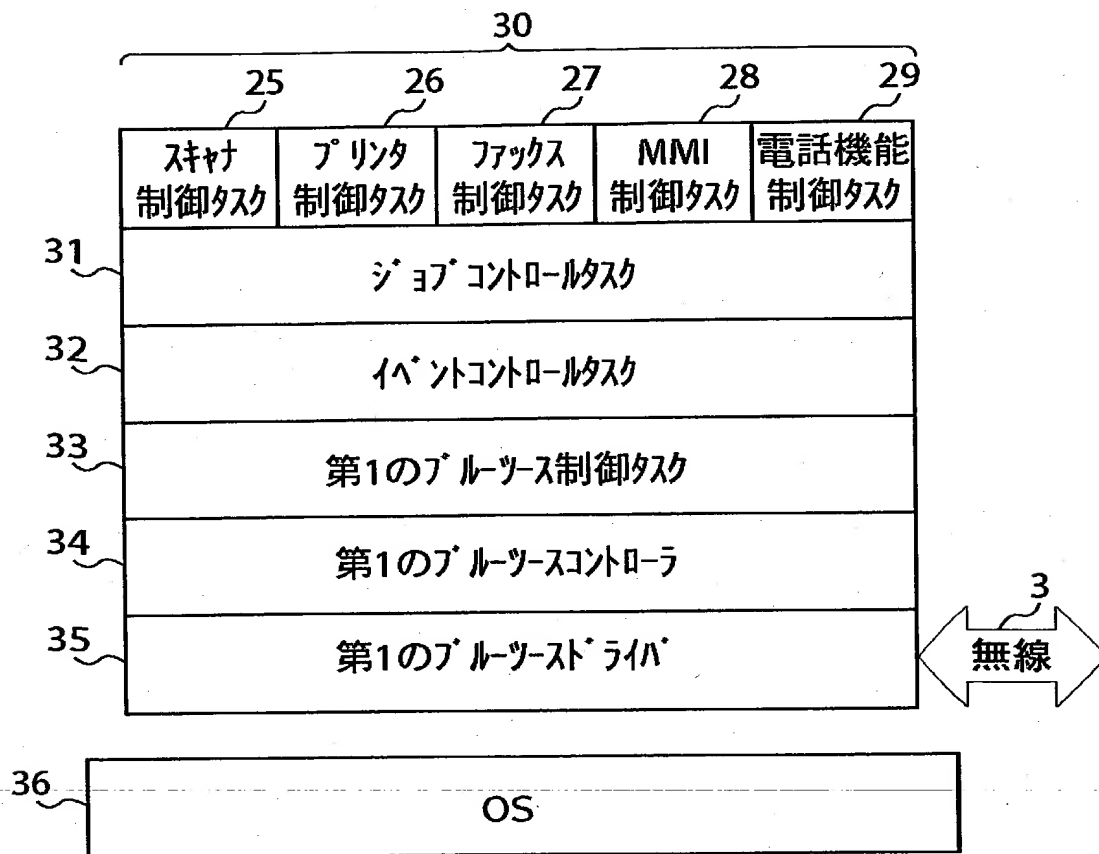 30
25
26
27
28
29
ｽｷｬﾅ
制御ﾀｽｸ
ﾌﾟﾘﾝﾀ
制御ﾀｽｸ
ﾌｧｯｸｽ
制御ﾀｽｸ
MMI
制御ﾀｽｸ
電話機能
制御ﾀｽｸ
31
ｼﾞｮﾌﾞｺﾝﾄﾛｰﾙﾀｽｸ
32
ｲﾍﾞﾝﾄｺﾝﾄﾛｰﾙﾀｽｸ
33
第1のﾌﾞﾙｰﾂｰｽ制御ﾀｽｸ
34
第1のﾌﾞﾙｰﾂｰｽｺﾝﾄﾛｰﾗ
35
第1のﾌﾞﾙｰﾂｰｽﾄﾞﾗｲﾊﾞ
3
無線
36
OS